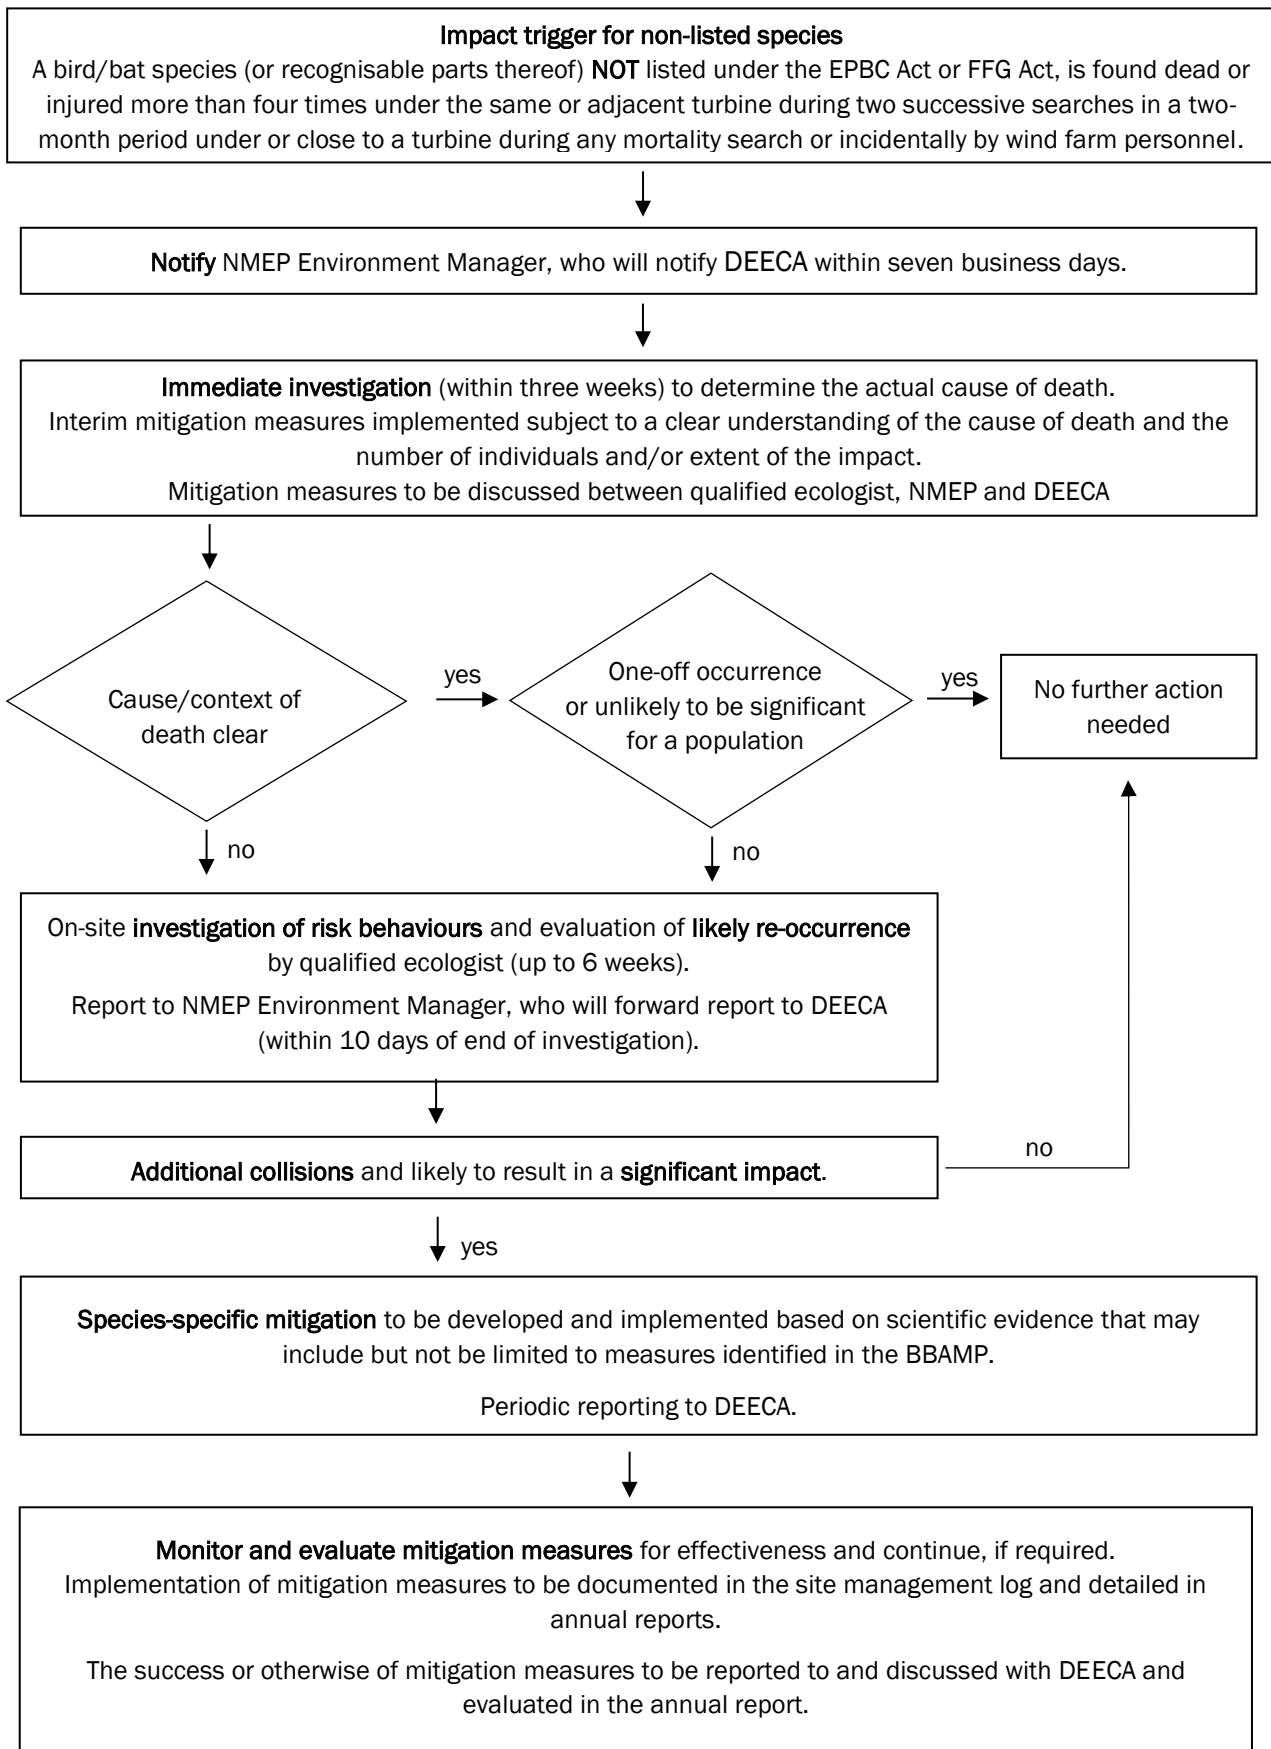 Impact trigger for non-listed species
A bird/bat species (or recognisable parts thereof) NOT listed under the EPBC Act or FFG Act, is found dead or
injured more than four times under the same or adjacent turbine during two successive searches in a two-
month period under or close to a turbine during any mortality search or incidentally by wind farm personnel.
Notify NMEP Environment Manager, who will notify DEECA within seven business days.
Immediate investigation (within three weeks) to determine the actual cause of death.
Interim mitigation measures implemented subject to a clear understanding of the cause of death and the
number of individuals and/or extent of the impact.
Mitigation measures to be discussed between qualified ecologist, NMEP and DEECA
Cause/context of
death clear
yes
One-off occurrence
or unlikely to be significant
for a population
yes
No further action
needed
no
no
On-site investigation of risk behaviours and evaluation of likely re-occurrence
by qualified ecologist (up to 6 weeks).
Report to NMEP Environment Manager, who will forward report to DEECA
(within 10 days of end of investigation).
Additional collisions and likely to result in a significant impact.
no
yes
Species-specific mitigation to be developed and implemented based on scientific evidence that may
include but not be limited to measures identified in the BBAMP.
Periodic reporting to DEECA.
Monitor and evaluate mitigation measures for effectiveness and continue, if required.
Implementation of mitigation measures to be documented in the site management log and detailed in
annual reports.
The success or otherwise of mitigation measures to be reported to and discussed with DEECA and
evaluated in the annual report.